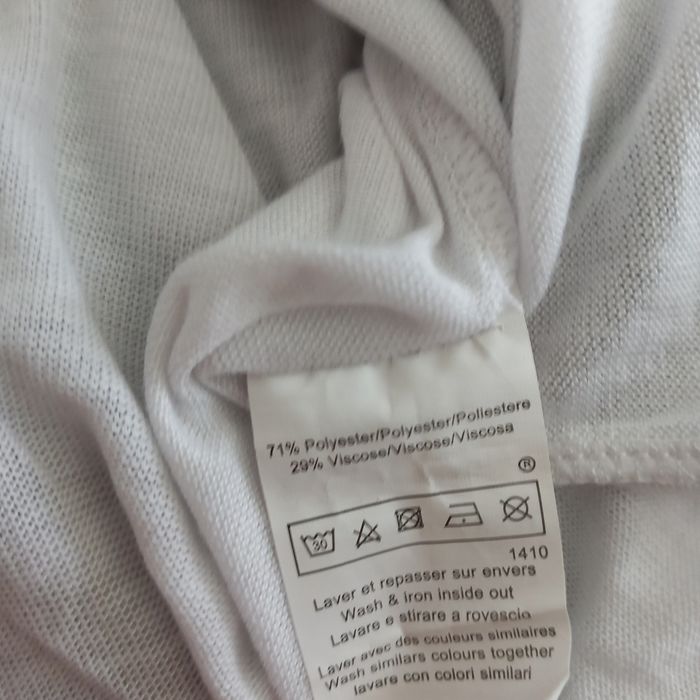 71% Polyester/Polyester/Poliestere
29% Viscose/Viscose/Viscosa
®
30
1410
Laver et repasser sur envers
Wash & iron inside out
Lavare e stirare a rovescio
Laver avec des couleurs similaires
Wash similars colours together
lavare con colori similari